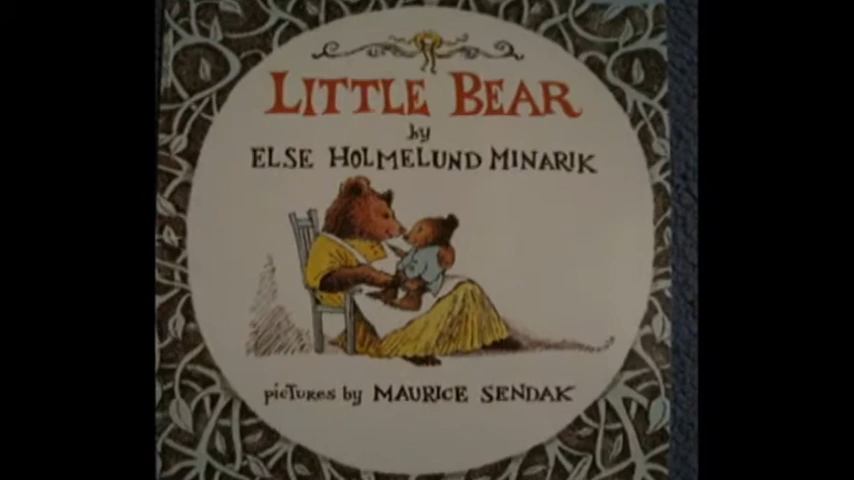 LITTLE BEAR
by
ELSE HOLMELUND MINARIK
pictures by MAURICE SENDAK